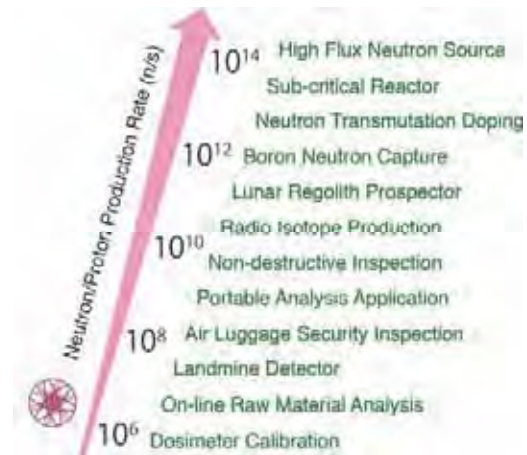 Neutron/Proton Production Rate (n/s)
10¹⁴ High Flux Neutron Source
Sub-critical Reactor
Neutron Transmutation Doping
10¹² Boron Neutron Capture
Lunar Regolith Prospector
Radio Isotope Production
10¹⁰
Non-destructive Inspection
Portable Analysis Application
10⁸ Air Luggage Security Inspection
Landmine Detector
On-line Raw Material Analysis
10⁶ Dosimeter Calibration